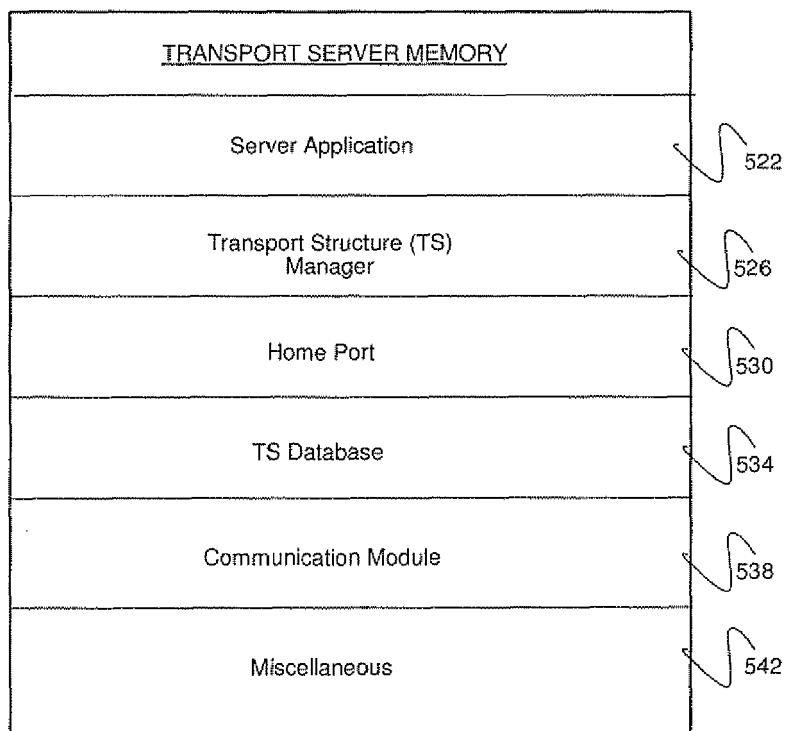 TRANSPORT SERVER MEMORY
Server Application
522
Transport Structure (TS)
Manager
526
Home Port
530
TS Database
534
Communication Module
538
Miscellaneous
542